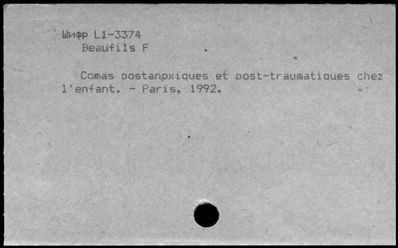 Шифр L1-3374
Beaufils F
Comas postanoxiques et post-traumatiques chez
l'enfant. - Paris, 1992.